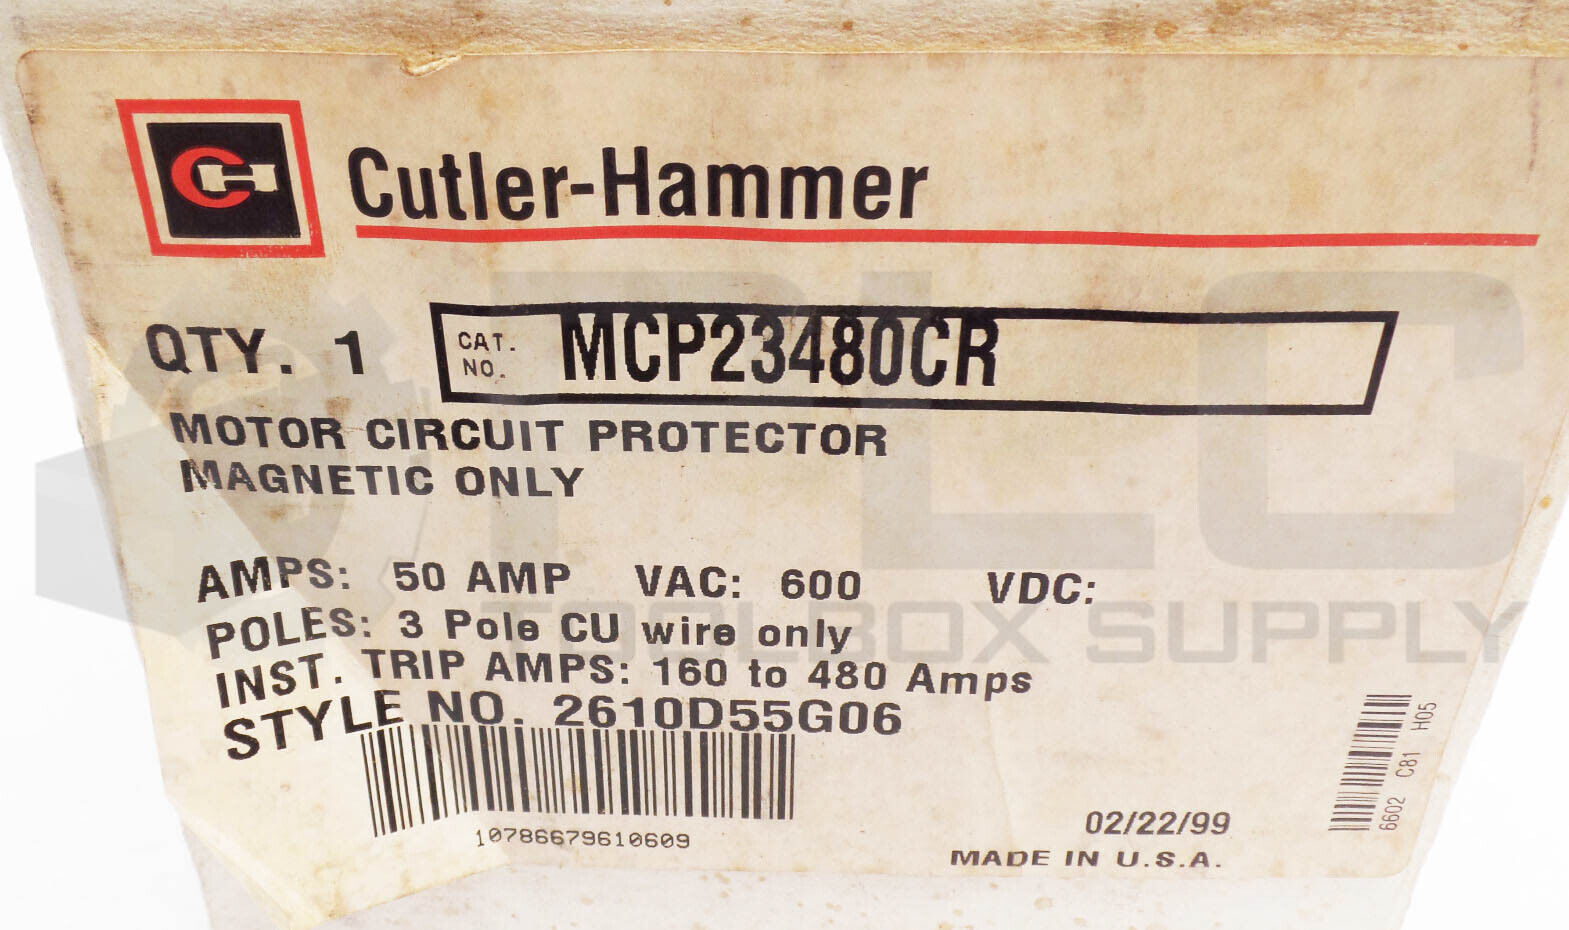 Cutler-Hammer
QTY. 1 CAT. NO. MCP23480CR
MOTOR CIRCUIT PROTECTOR
MAGNETIC ONLY
AMPS: 50 AMP VAC: 600 VDC:
POLES: 3 Pole CU wire only
INST. TRIP AMPS: 160 to 480 Amps
STYLE NO. 2610D55G06
10786679610609
02/22/99
MADE IN U.S.A.
6602 C81 H05
PLC
TOOLBOX SUPPLY